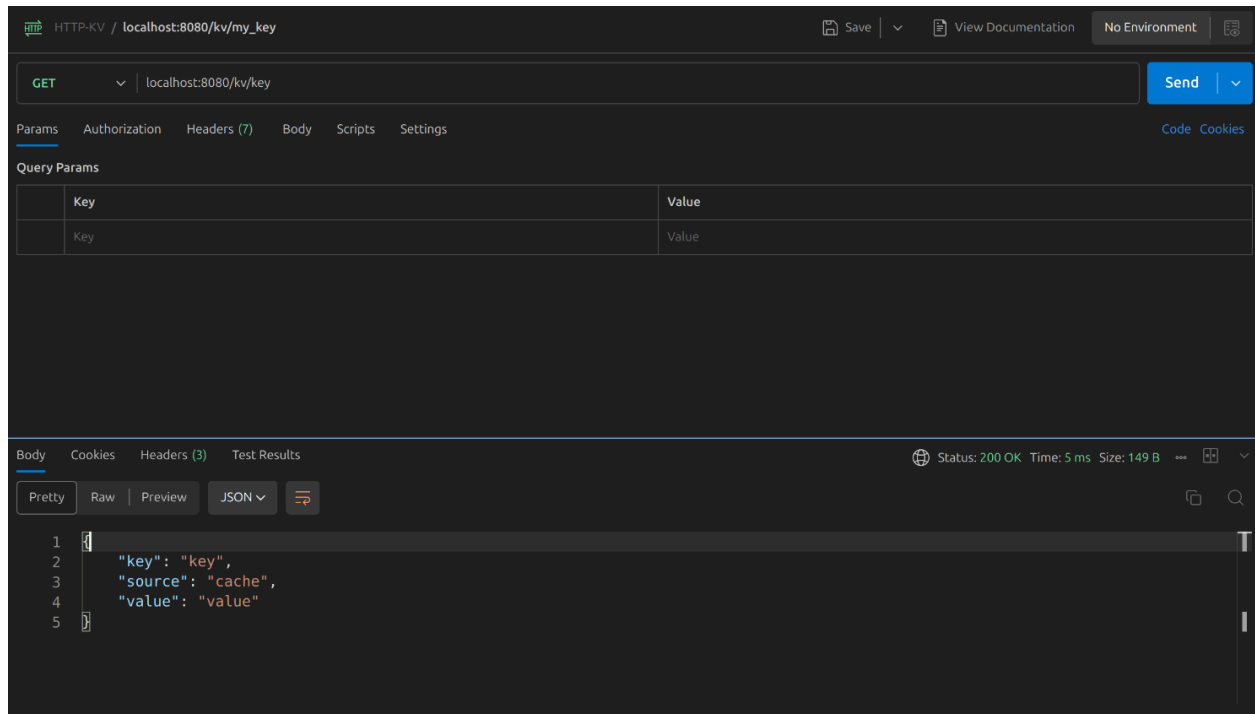 HTTP HTTP-KV / localhost:8080/kv/my_key Save View Documentation No Environment
GET localhost:8080/kv/key Send
Params Authorization Headers (7) Body Scripts Settings Code Cookies
Query Params
Key Value
Key Value
Body Cookies Headers (3) Test Results Status: 200 OK Time: 5 ms Size: 149 B
Pretty Raw Preview JSON
1 {
2 "key": "key",
3 "source": "cache",
4 "value": "value"
5 }